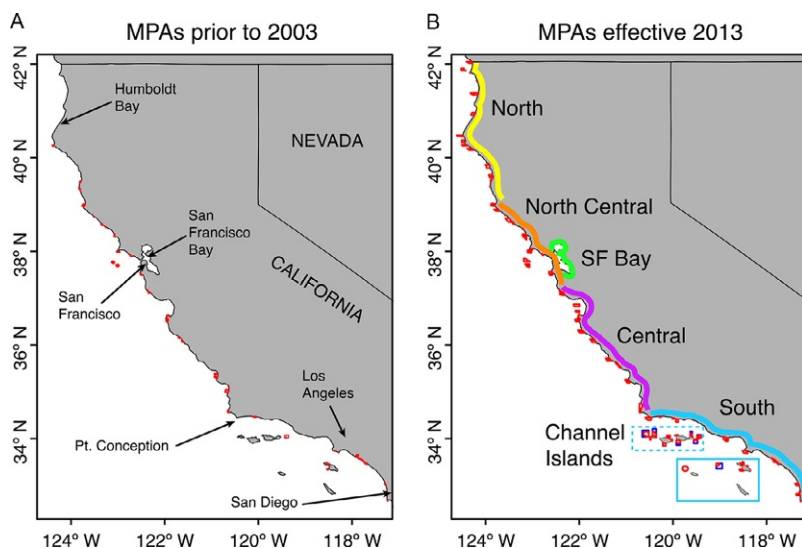 A
MPAs prior to 2003
42° N
40° N
38° N
36° N
34° N
Humboldt
Bay
NEVADA
San
Francisco
Bay
CALIFORNIA
San
Francisco
Los
Angeles
Pt. Conception
San Diego
124° W
122° W
120° W
118° W
B
MPAs effective 2013
42° N
40° N
38° N
36° N
34° N
North
North Central
SF Bay
Central
South
Channel
Islands
124° W
122° W
120° W
118° W